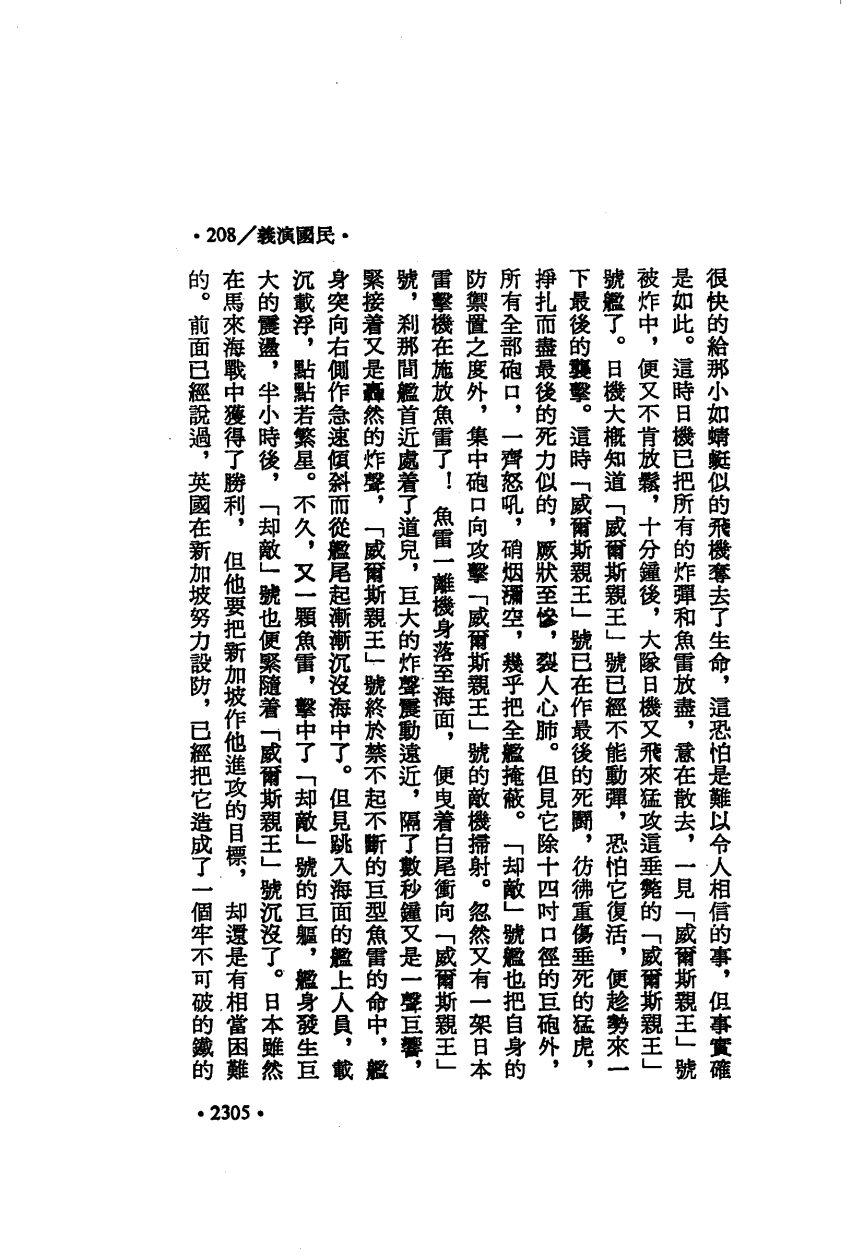 •208/義演國民•
很快的給那小如蜻蜓似的飛機奪去了生命，這恐怕是難以令人相信的事，但事實確
是如此。這時日機已把所有的炸彈和魚雷放盡，意在散去，一見「威爾斯親王」號
被炸中，便又不肯放鬆，十分鐘後，大隊日機又飛來猛攻這垂斃的「威爾斯親王」
號艦了。日機大槪知道「威爾斯親王」號已經不能動彈，恐怕它復活，便趁勢來一
下最後的襲擊。這時「威爾斯親王」號已在作最後的死鬪，彷彿重傷垂死的猛虎，
掙扎而盡最後的死力似的，厥狀至慘，裂人心肺。但見它除十四吋口徑的巨砲外，
所有全部砲口，一齊怒吼，硝烟瀰空，幾乎把全艦掩蔽。「却敵」號艦也把自身的
防禦置之度外，集中砲口向攻擊「威爾斯親王」號的敵機掃射。忽然又有一架日本
雷擊機在施放魚雷了！魚雷一離機身落至海面，便曳着白尾衝向「威爾斯親王」
號，刹那間艦首近處着了道兒，巨大的炸聲震動遠近，隔了數秒鐘又是一聲巨響，
緊接着又是轟然的炸聲，「威爾斯親王」號終於禁不起不斷的巨型魚雷的命中，艦
身突向右側作急速傾斜而從艦尾起漸漸沉沒海中了。但見跳入海面的艦上人員，載
沉載浮，點點若繁星。不久，又一顆魚雷，擊中了「却敵」號的巨軀，艦身發生巨
大的震盪，半小時後，「却敵」號也便緊隨着「威爾斯親王」號沉沒了。日本雖然
在馬來海戰中獲得了勝利，但他要把新加坡作他進攻的目標，却還是有相當困難
的。前面已經說過，英國在新加坡努力設防，已經把它造成了一個牢不可破的鐵的
•2305•